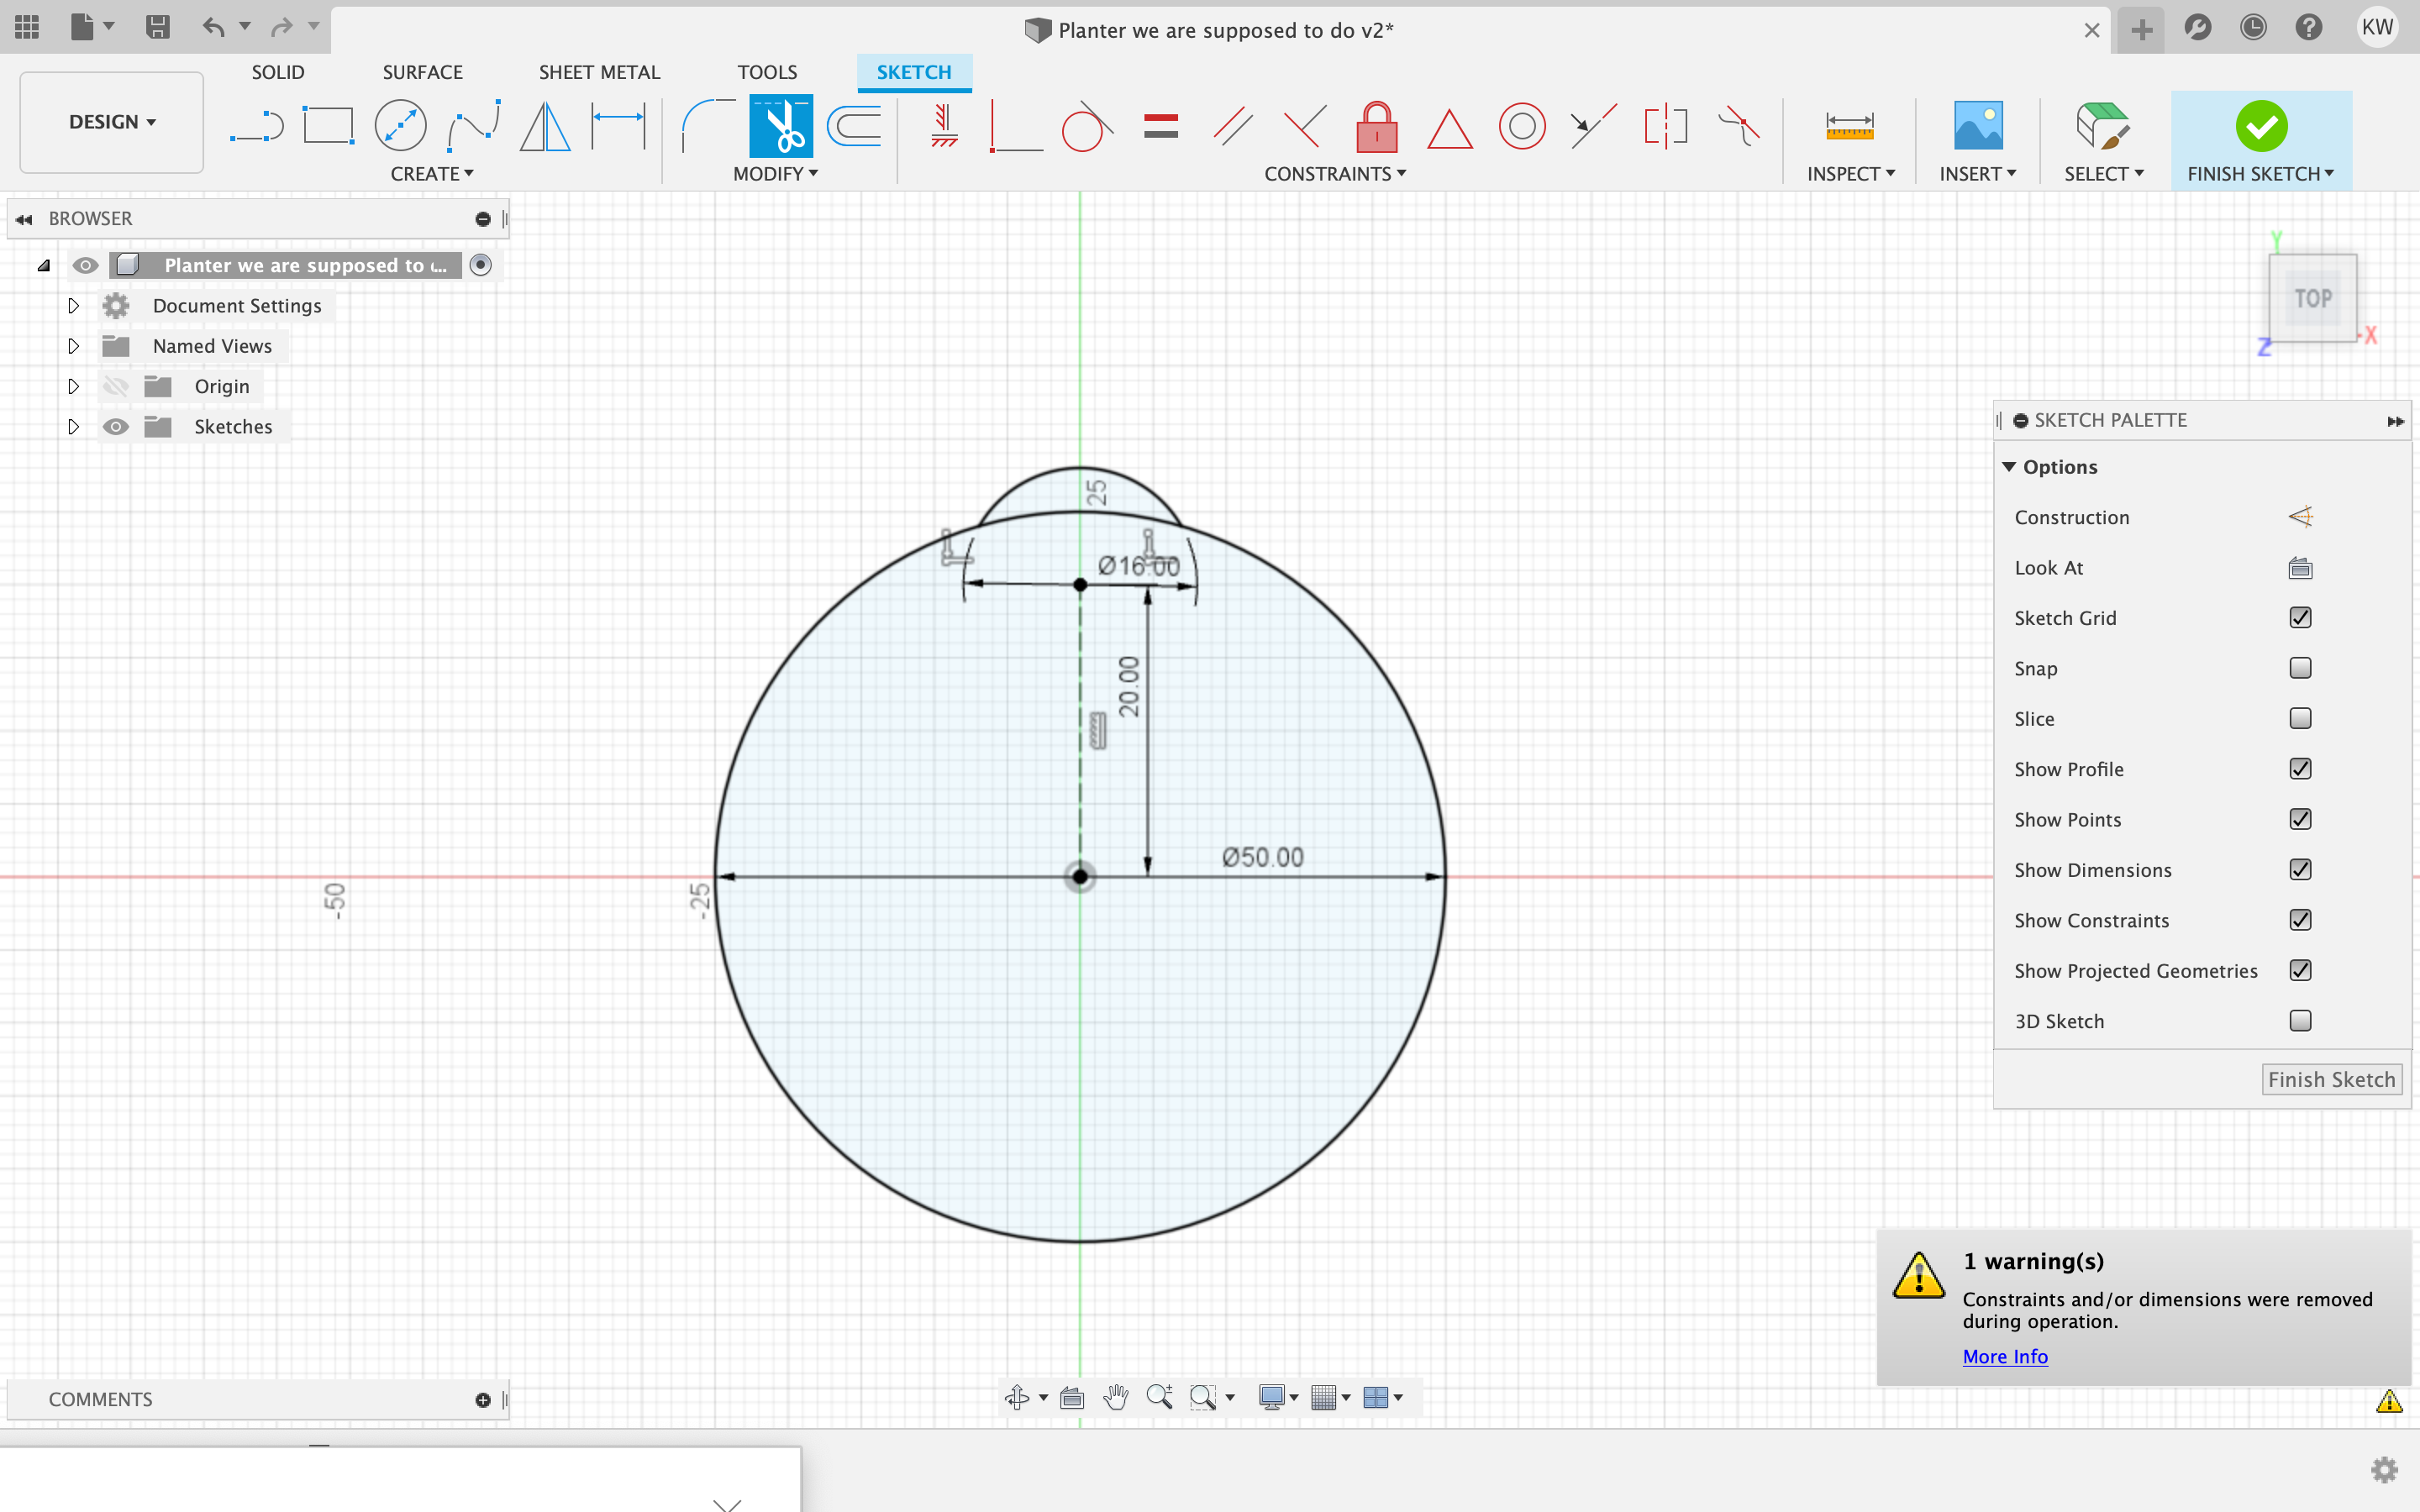 Planter we are supposed to do v2*
KW
SOLID
SURFACE
SHEET METAL
TOOLS
SKETCH
DESIGN
CREATE
MODIFY
CONSTRAINTS
INSPECT
INSERT
SELECT
FINISH SKETCH
BROWSER
Planter we are supposed to c...
Document Settings
Named Views
Origin
Sketches
Y
TOP
X
Z
25
Ø16.00
20.00
Ø50.00
-50
-25
SKETCH PALETTE
Options
Construction
Look At
Sketch Grid
Snap
Slice
Show Profile
Show Points
Show Dimensions
Show Constraints
Show Projected Geometries
3D Sketch
Finish Sketch
1 warning(s)
Constraints and/or dimensions were removed
during operation.
More Info
COMMENTS